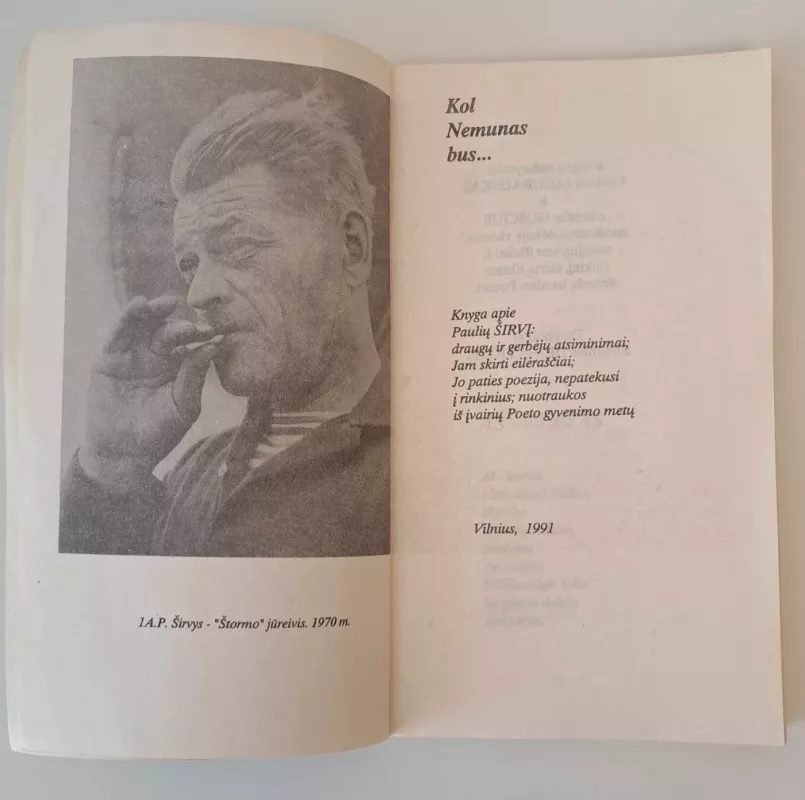 1A.P. Širvys - "Štormo" jūreivis. 1970 m.
Kol
Nemunas
bus...
Knyga apie
Paulių ŠIRVĮ:
draugų ir gerbėjų atsiminimai;
Jam skirti eilėraščiai;
Jo paties poezija, nepatekusi
į rinkinius; nuotraukos
iš įvairių Poeto gyvenimo metų
Vilnius, 1991